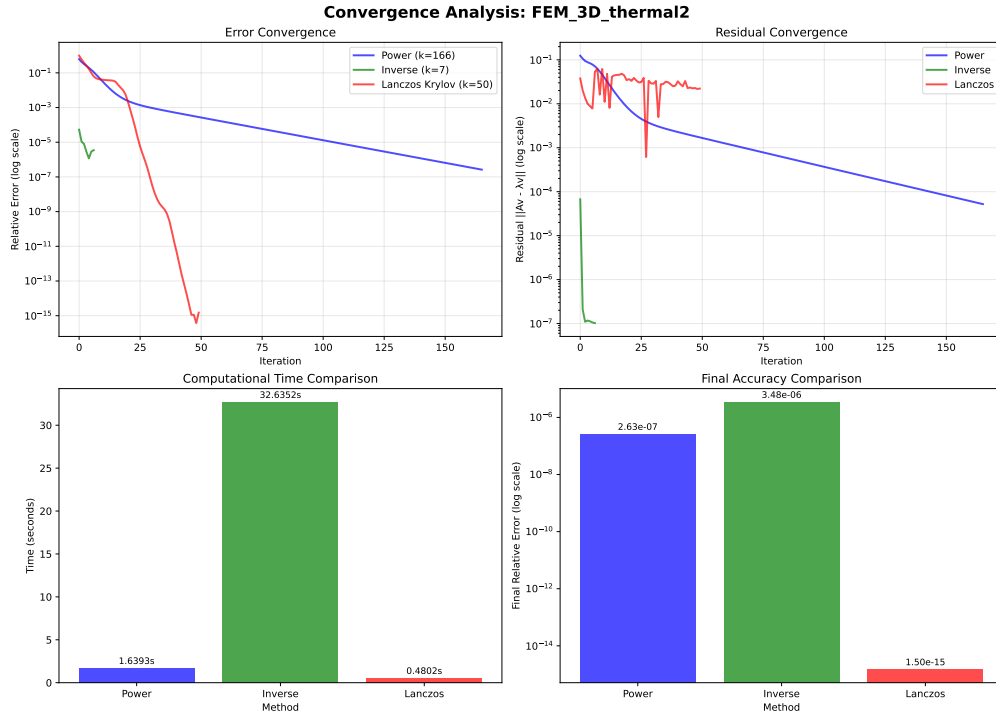 Convergence Analysis: FEM_3D_thermal2
Error Convergence
Relative Error (log scale)
10⁻¹
10⁻³
10⁻⁵
10⁻⁷
10⁻⁹
10⁻¹¹
10⁻¹³
10⁻¹⁵
Power (k=166)
Inverse (k=7)
Lanczos Krylov (k=50)
0 25 50 75 100 125 150
Iteration
Residual Convergence
Residual ||Av - λv|| (log scale)
10⁻¹
10⁻²
10⁻³
10⁻⁴
10⁻⁵
10⁻⁶
10⁻⁷
Power
Inverse
Lanczos
0 25 50 75 100 125 150
Iteration
Computational Time Comparison
Time (seconds)
30
25
20
15
10
5
0
1.6393s
32.6352s
0.4802s
Power Inverse Lanczos
Method
Final Accuracy Comparison
Final Relative Error (log scale)
10⁻⁶
10⁻⁸
10⁻¹⁰
10⁻¹²
10⁻¹⁴
2.63e-07
3.48e-06
1.50e-15
Power Inverse Lanczos
Method